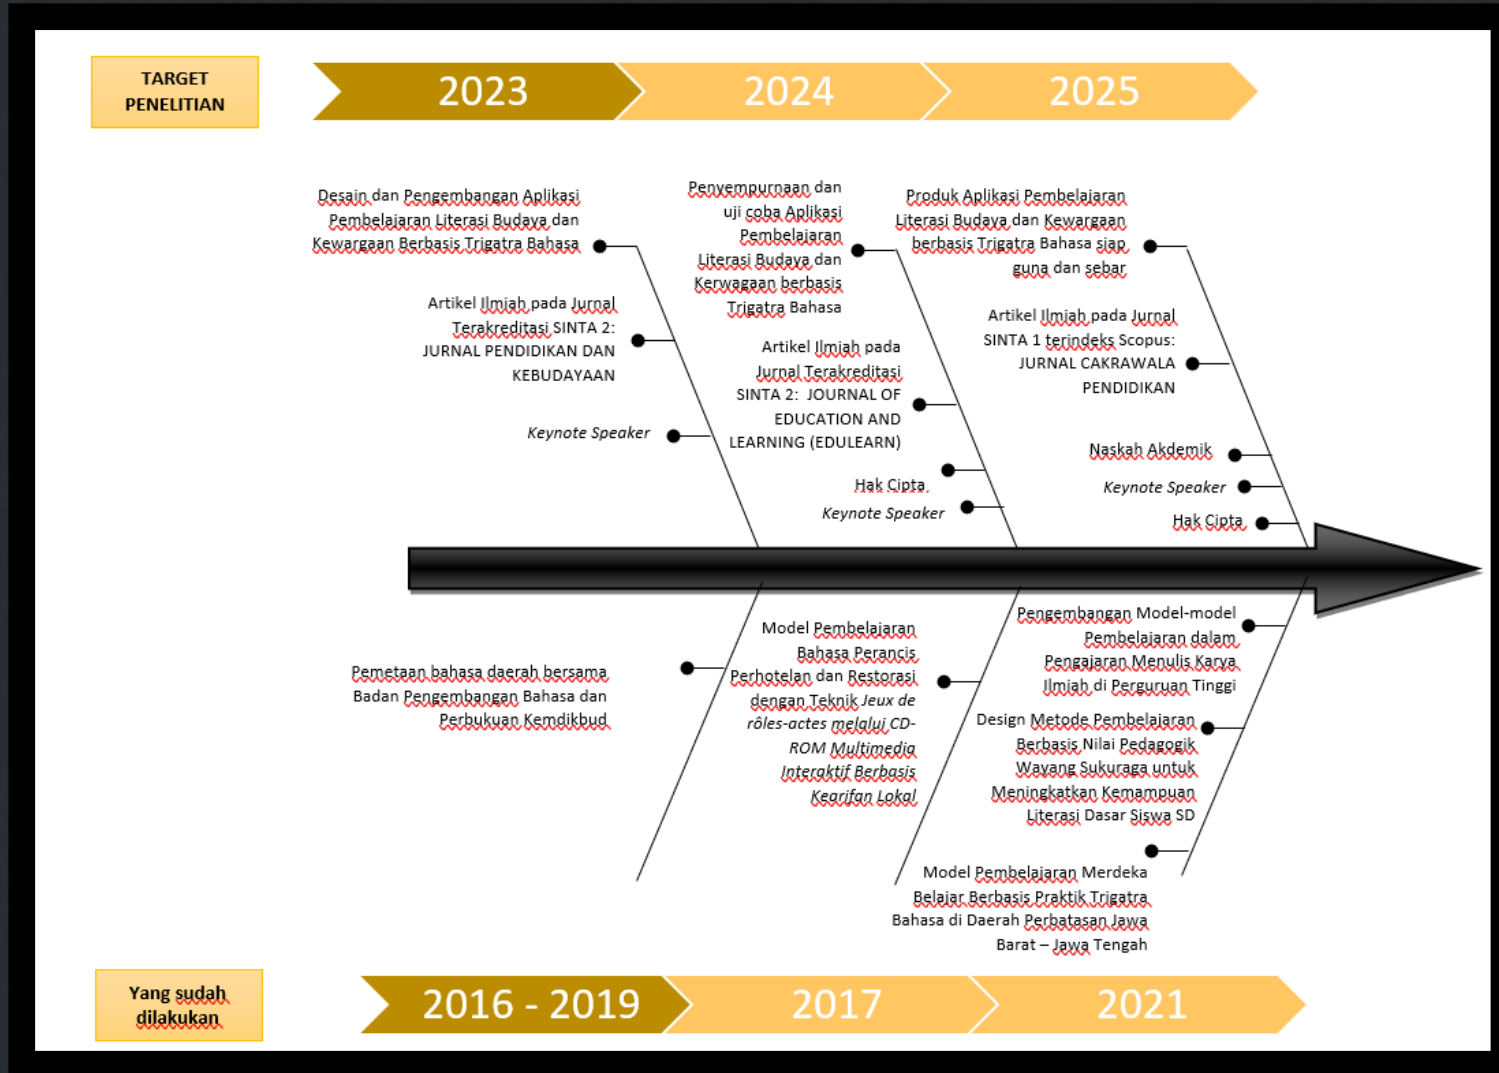 TARGET
PENELITIAN
2023
2024
2025
Desain dan Pengembangan Aplikasi
Pembelajaran Literasi Budaya dan
Kewargaan Berbasis Trigatra Bahasa
Artikel Ilmiah pada Jurnal
Terakreditasi SINTA 2:
JURNAL PENDIDIKAN DAN
KEBUDAYAAN
Keynote Speaker
Penyempurnaan dan
uji coba Aplikasi
Pembelajaran
Literasi Budaya dan
Kerwagaan berbasis
Trigatra Bahasa
Artikel Ilmiah pada
Jurnal Terakreditasi
SINTA 2: JOURNAL OF
EDUCATION AND
LEARNING (EDULEARN)
Hak Cipta
Keynote Speaker
Produk Aplikasi Pembelajaran
Literasi Budaya dan Kewargaan
berbasis Trigatra Bahasa siap
guna dan sebar
Artikel Ilmiah pada Jurnal
SINTA 1 terindeks Scopus:
JURNAL CAKRAWALA
PENDIDIKAN
Naskah Akdemik
Keynote Speaker
Hak Cipta
Pemetaan bahasa daerah bersama
Badan Pengembangan Bahasa dan
Perbukuan Kemdikbud
Model Pembelajaran
Bahasa Perancis
Perhotelan dan Restorasi
dengan Teknik Jeux de
rôles-actes melalui CD-
ROM Multimedia
Interaktif Berbasis
Kearifan Lokal
Pengembangan Model-model
Pembelajaran dalam
Pengajaran Menulis Karya
Ilmiah di Perguruan Tinggi
Design Metode Pembelajaran
Berbasis Nilai Pedagogik
Wayang Sukuraga untuk
Meningkatkan Kemampuan
Literasi Dasar Siswa SD
Model Pembelajaran Merdeka
Belajar Berbasis Praktik Trigatra
Bahasa di Daerah Perbatasan Jawa
Barat – Jawa Tengah
Yang sudah
dilakukan
2016 - 2019
2017
2021